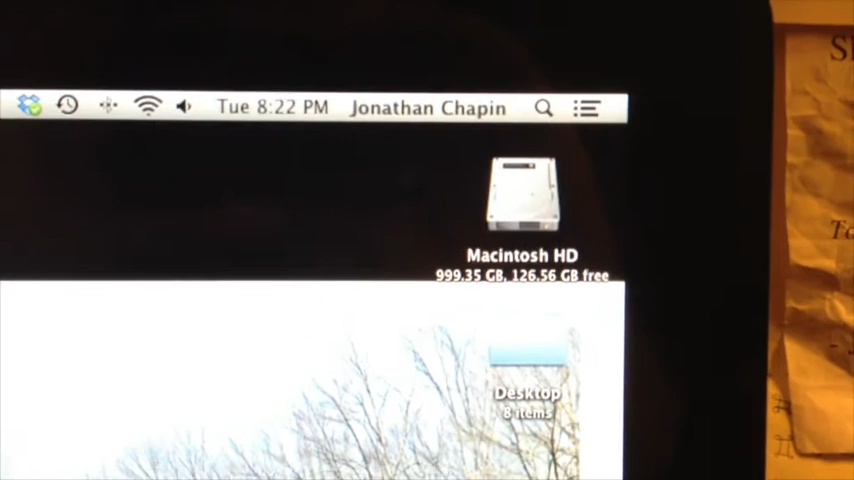 Tue 8:22 PM Jonathan Chapin
Macintosh HD
999.35 GB, 126.56 GB free
Desktop
8 items